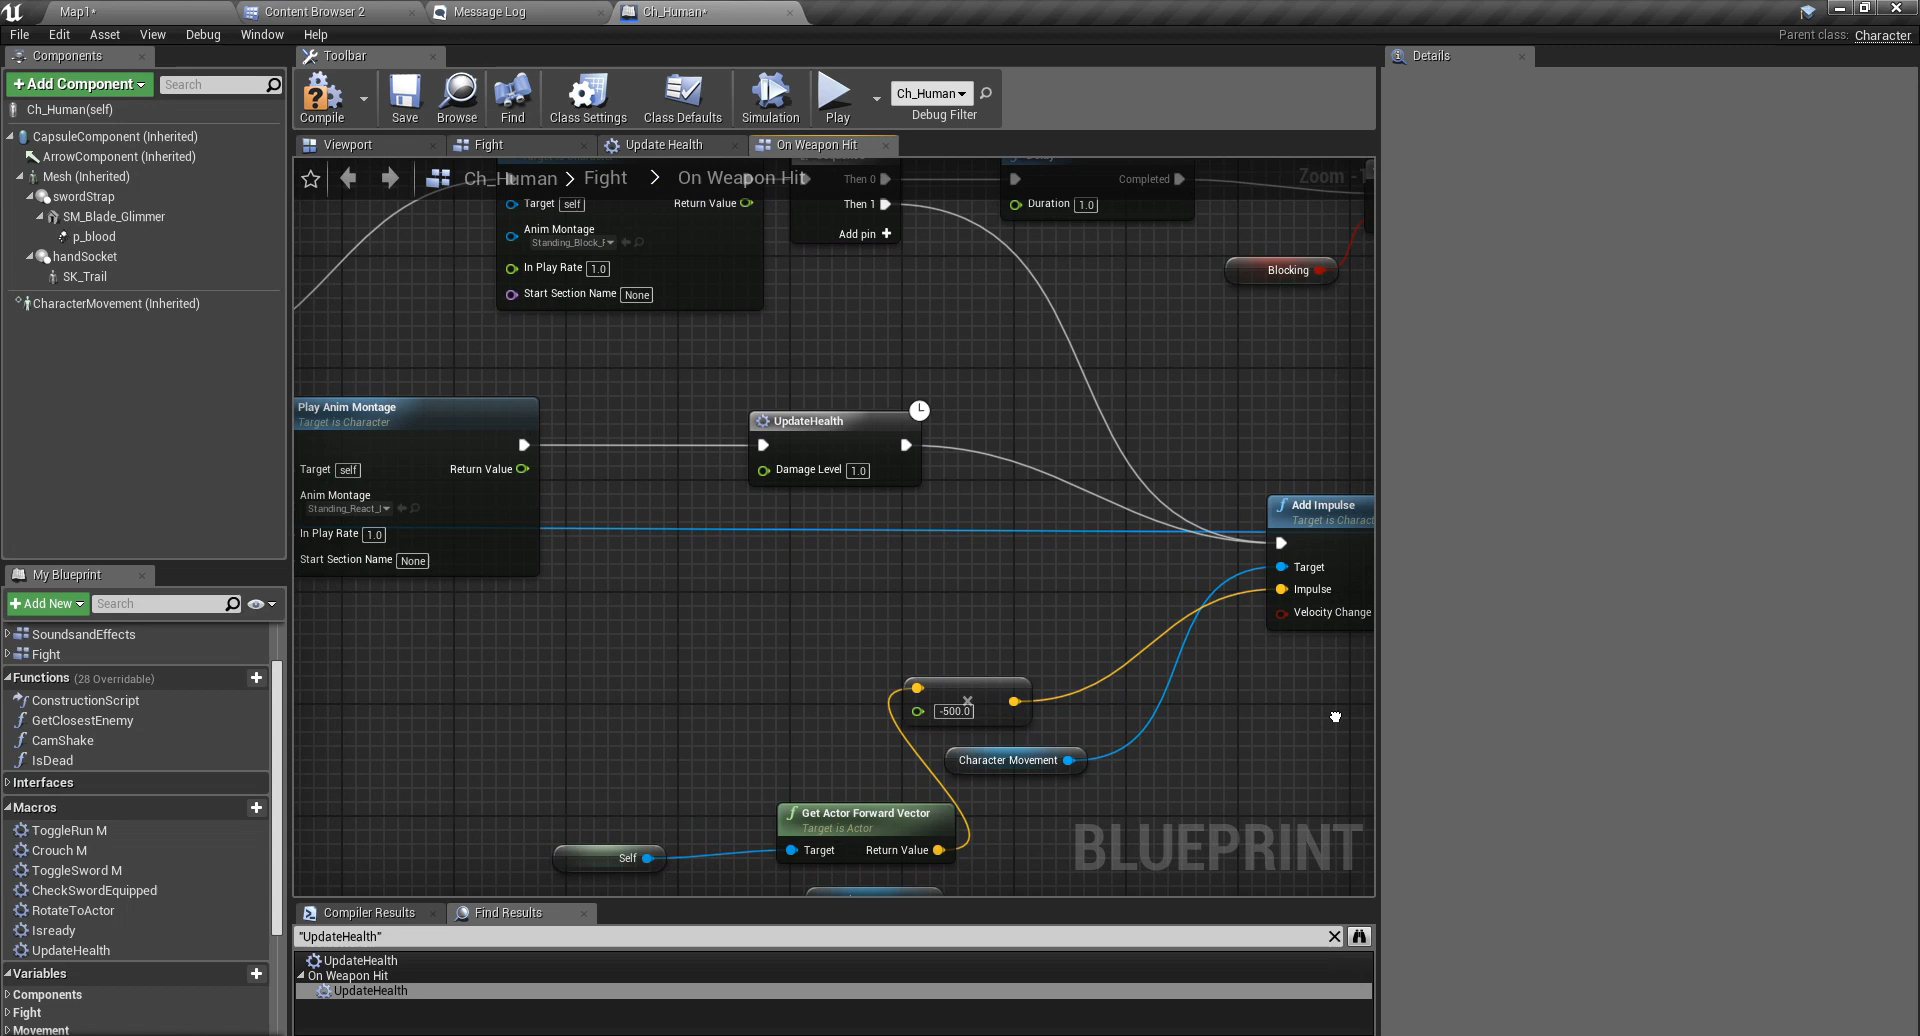 Map1*
Content Browser 2
Message Log
Ch_Human*
File Edit Asset View Debug Window Help
Parent class: Character
Components
Toolbar
Details
+Add Component
Search
Ch_Human(self)
CapsuleComponent (Inherited)
ArrowComponent (Inherited)
Mesh (Inherited)
swordStrap
SM_Blade_Glimmer
p_blood
handSocket
SK_Trail
CharacterMovement (Inherited)
Compile
Save
Browse
Find
Class Settings
Class Defaults
Simulation
Play
Ch_Human
Debug Filter
Viewport
Fight
Update Health
On Weapon Hit
Ch_Human > Fight > On Weapon Hit
Zoom -1
Target self
Return Value
Anim Montage
Standing_Block_F
In Play Rate 1.0
Start Section Name None
Then 0
Then 1
Add pin +
Completed
Duration 1.0
Blocking
Play Anim Montage
Target is Character
Target self
Return Value
Anim Montage
Standing_React_I
In Play Rate 1.0
Start Section Name None
UpdateHealth
Damage Level 1.0
Add Impulse
Target is Charact
Target
Impulse
Velocity Change
-500.0
Character Movement
Get Actor Forward Vector
Target is Actor
Target
Return Value
Self
BLUEPRINT
My Blueprint
+Add New
Search
SoundsandEffects
Fight
Functions (28 Overridable)
ConstructionScript
GetClosestEnemy
CamShake
IsDead
Interfaces
Macros
ToggleRun M
Crouch M
ToggleSword M
CheckSwordEquipped
RotateToActor
Isready
UpdateHealth
Variables
Components
Fight
Movement
Compiler Results
Find Results
"UpdateHealth"
UpdateHealth
On Weapon Hit
UpdateHealth